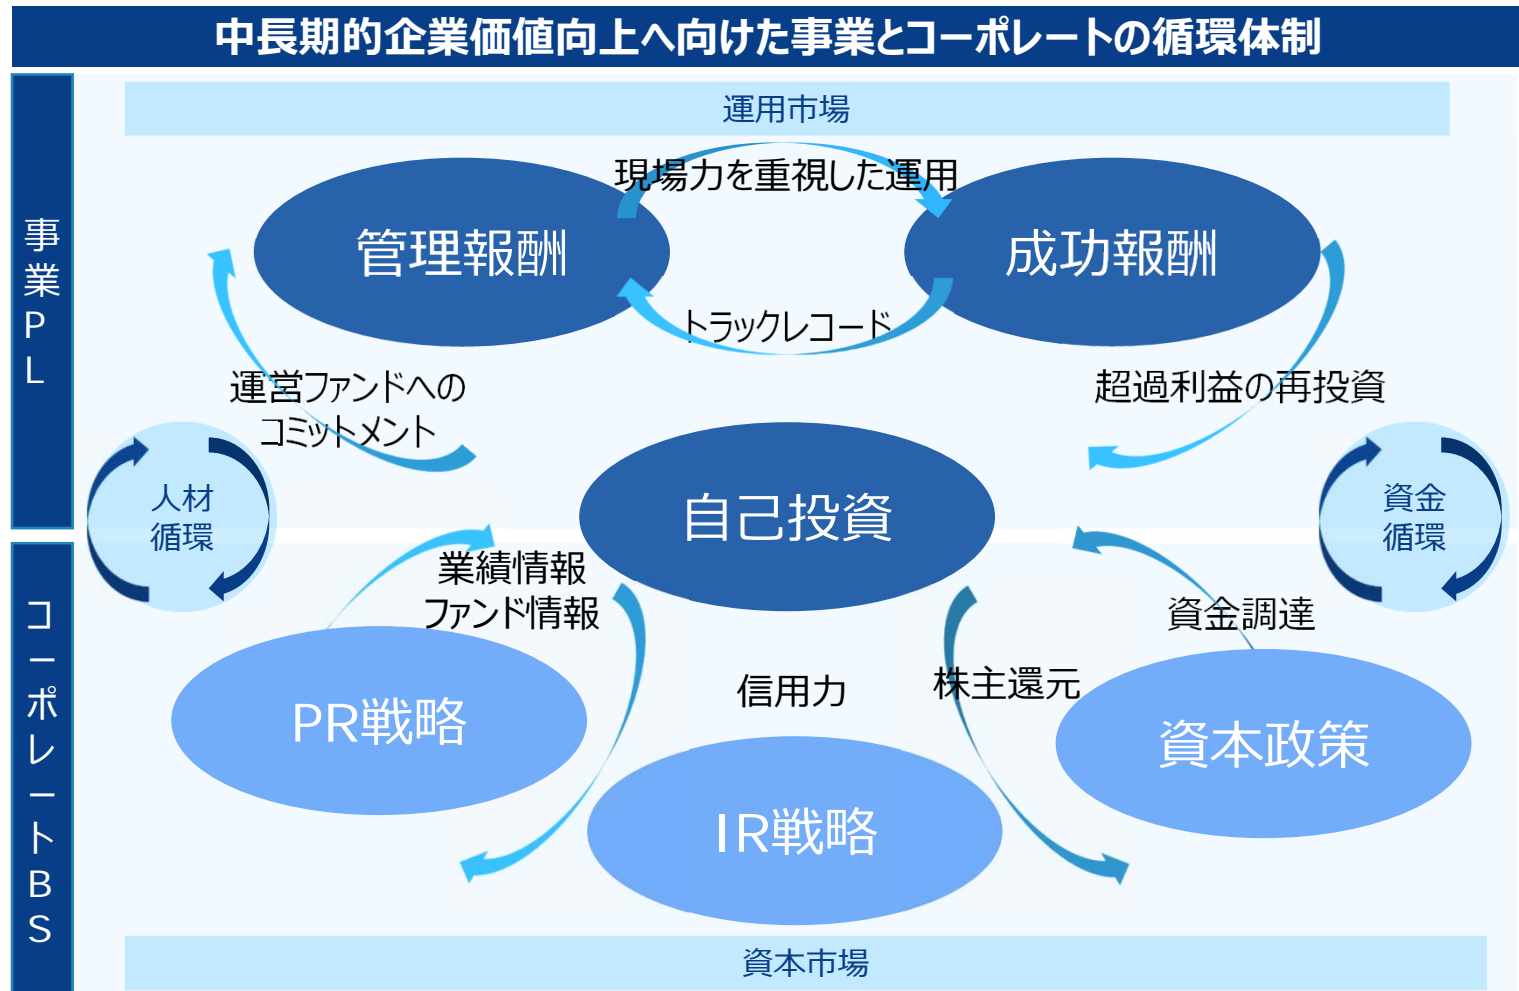 中長期的企業価値向上へ向けた事業とコーポレートの循環体制
運用市場
事業PL
現場力を重視した運用
管理報酬
成功報酬
トラックレコード
運営ファンドへの
コミットメント
超過利益の再投資
人材
循環
自己投資
資金
循環
コーポレートBS
業績情報
ファンド情報
資金調達
信用力
株主還元
PR戦略
資本政策
IR戦略
資本市場